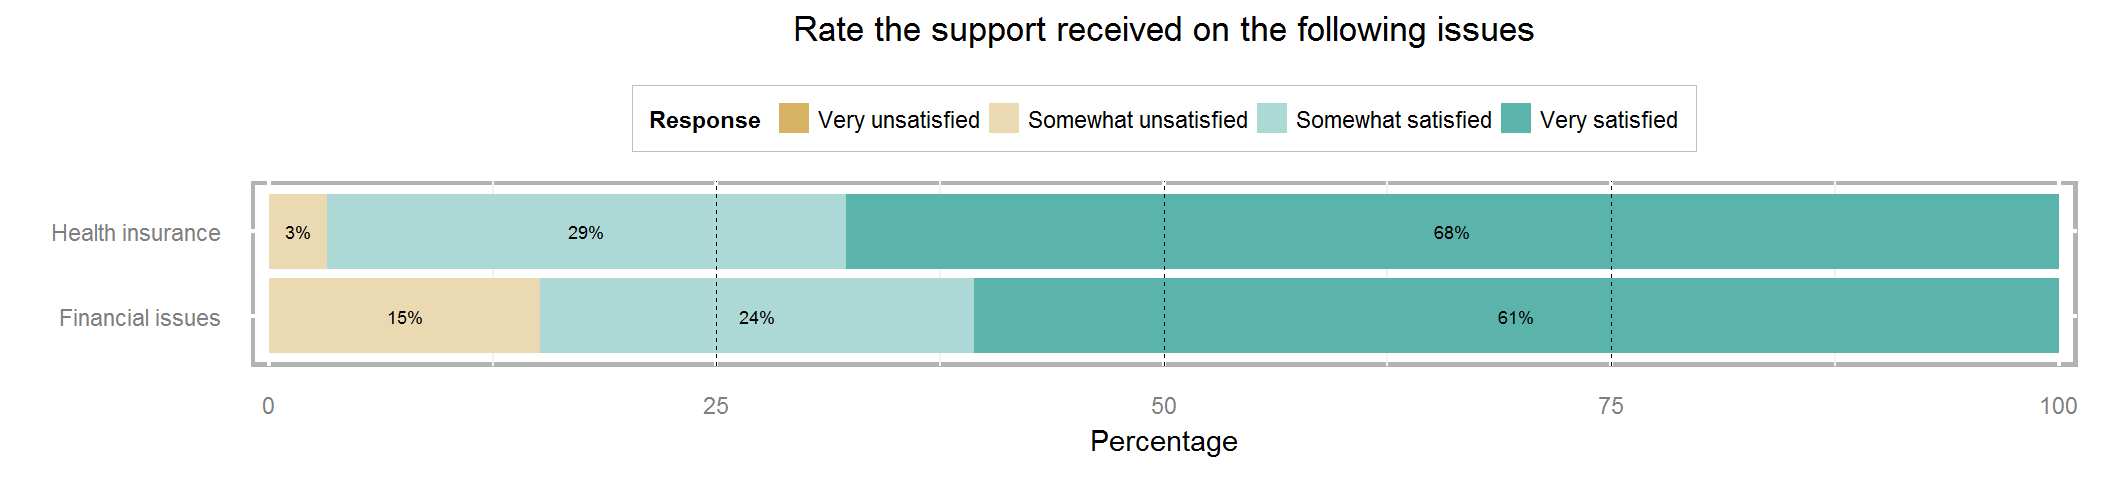 Rate the support received on the following issues
Response Very unsatisfied Somewhat unsatisfied Somewhat satisfied Very satisfied
Health insurance 3% 29% 68%
Financial issues 15% 24% 61%
0 25 50 75 100
Percentage